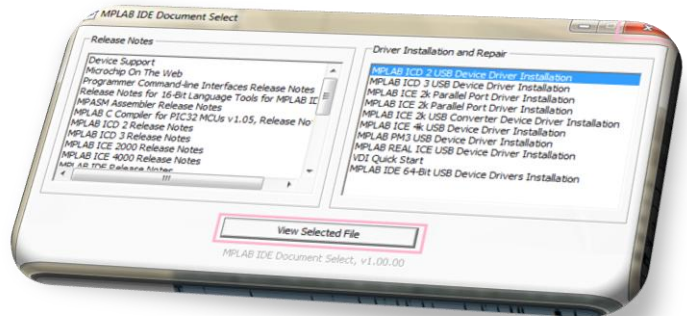 MPLAB IDE Document Select
Release Notes
Device Support
Microchip On The Web
Programmer Command-line Interfaces Release Notes
Release Notes for 16-Bit Language Tools for MPLAB ID
MPASM Assembler Release Notes
MPLAB C Compiler for PIC32 MCUs v1.05, Release No
MPLAB ICD 2 Release Notes
MPLAB ICD 3 Release Notes
MPLAB ICE 2000 Release Notes
MPLAB ICE 4000 Release Notes
MPLAB IDE Release Notes
Driver Installation and Repair
MPLAB ICD 2 USB Device Driver Installation
MPLAB ICD 3 USB Device Driver Installation
MPLAB ICE 2k Parallel Port Driver Installation
MPLAB ICE 2k Parallel Port Driver Installation
MPLAB ICE 2k USB Converter Device Driver Installation
MPLAB ICE 4k USB Device Driver Installation
MPLAB PM3 USB Device Driver Installation
MPLAB REAL ICE USB Device Driver Installation
VDI Quick Start
MPLAB IDE 64-Bit USB Device Drivers Installation
View Selected File
MPLAB IDE Document Select, v1.00.00